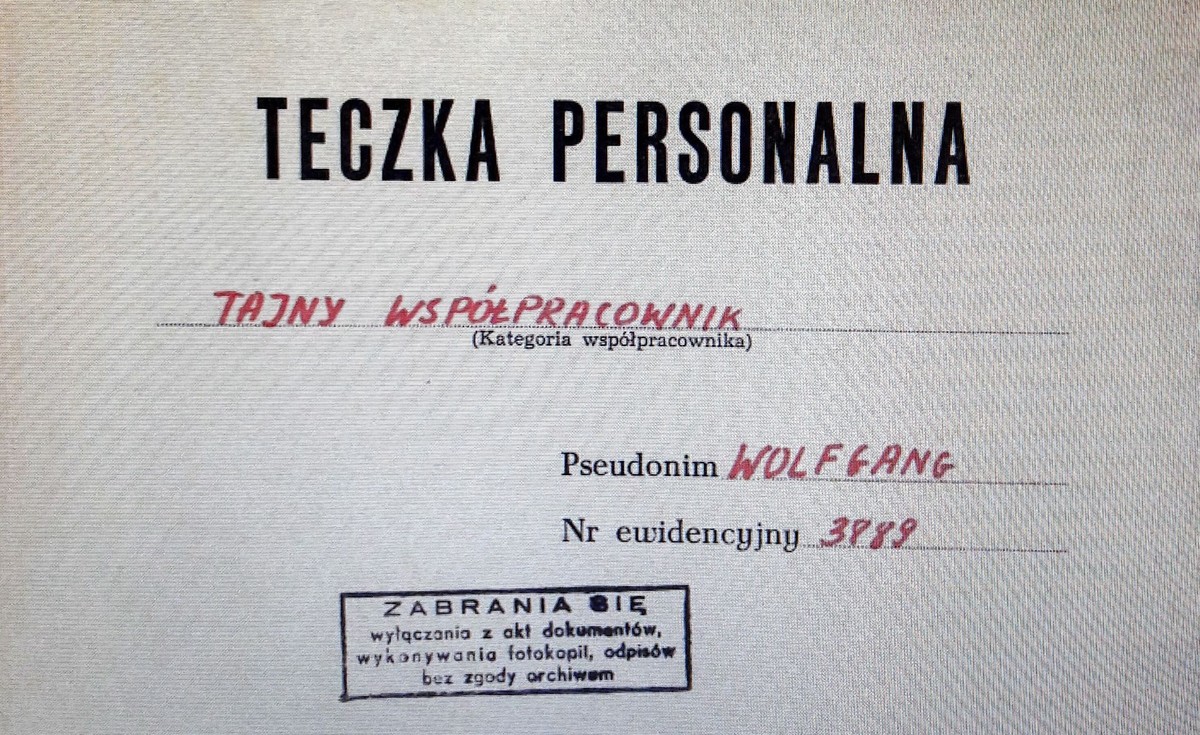 TECZKA PERSONALNA
TAJNY WSPÓŁPRACOWNIK
(Kategoria współpracownika)
Pseudonim WOLFGANG
Nr ewidencyjny
ZABRANIA SIĘ
wyłączania z akt dokumentów,
wykonywania fotokopii, odpisów
bez zgody archiwum